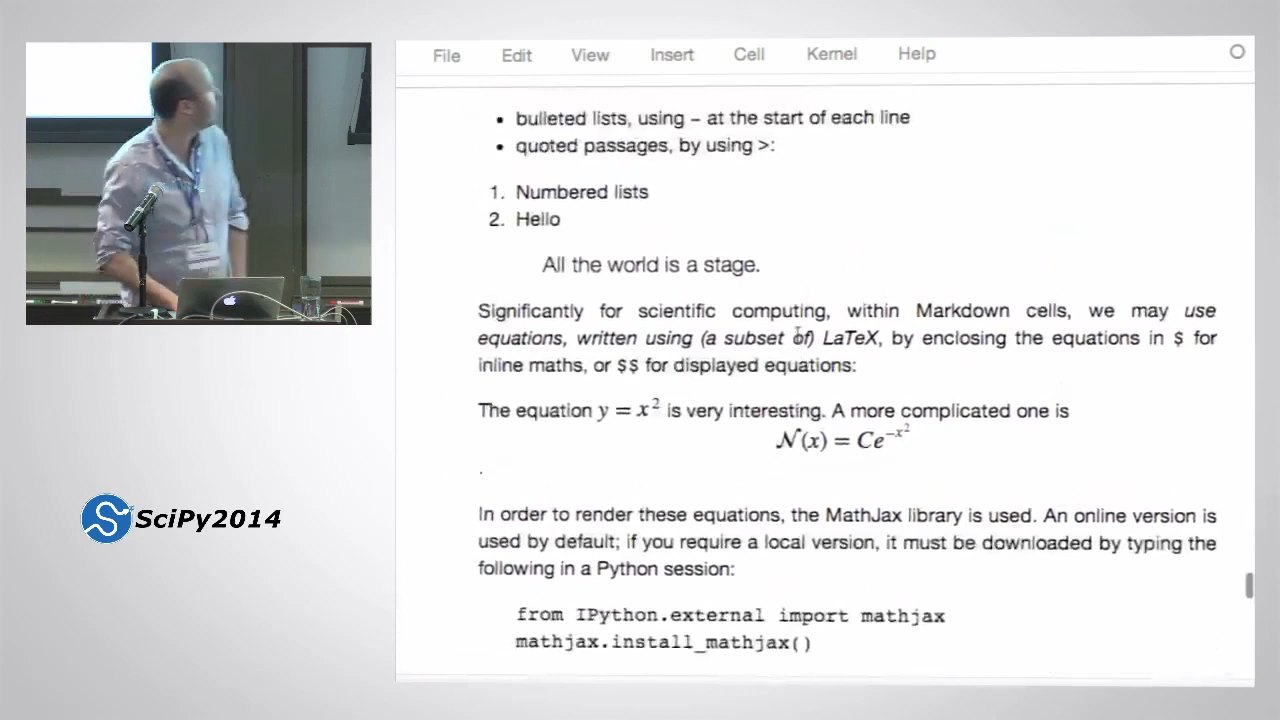 File Edit View Insert Cell Kernel Help
• bulleted lists, using – at the start of each line
• quoted passages, by using >:
1. Numbered lists
2. Hello
All the world is a stage.
Significantly for scientific computing, within Markdown cells, we may use
equations, written using (a subset of) LaTeX, by enclosing the equations in $ for
inline maths, or $$ for displayed equations:
The equation y = x² is very interesting. A more complicated one is
𝒩(x) = Ce^{-x²}
.
In order to render these equations, the MathJax library is used. An online version is
used by default; if you require a local version, it must be downloaded by typing the
following in a Python session:
from IPython.external import mathjax
mathjax.install_mathjax()
SciPy2014